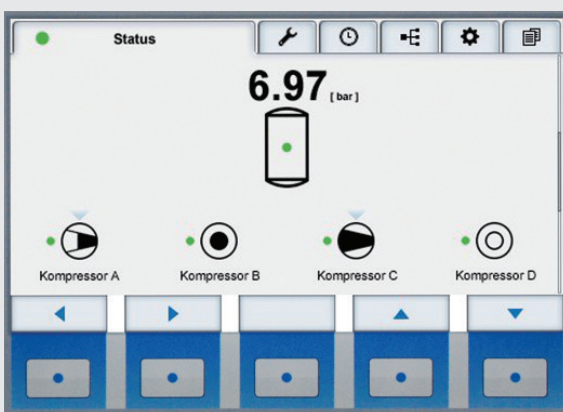 Status
6.97 [bar]
Kompressor A
Kompressor B
Kompressor C
Kompressor D